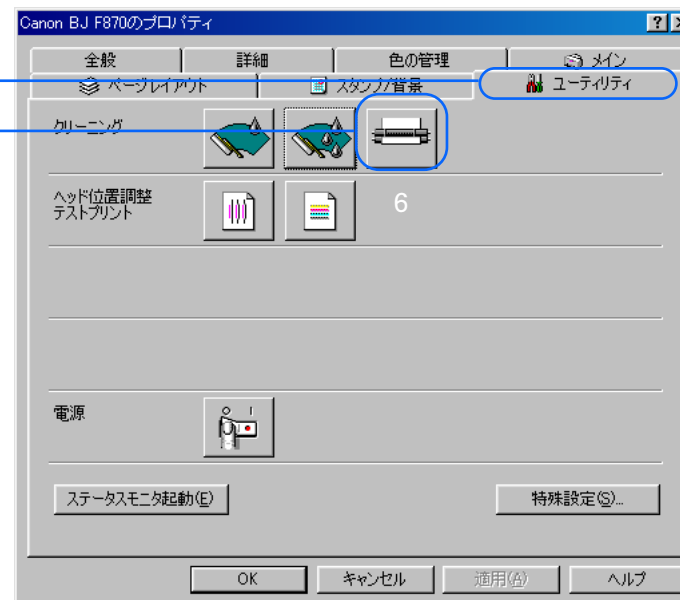 Canon BJ F870のプロパティ
全般 詳細 色の管理 メイン
ページレイアウト スタンプ/背景 ユーティリティ
クリーニング
ヘッド位置調整
テストプリント
6
電源
ステータスモニタ起動(E) 特殊設定(S)...
OK キャンセル 適用(A) ヘルプ